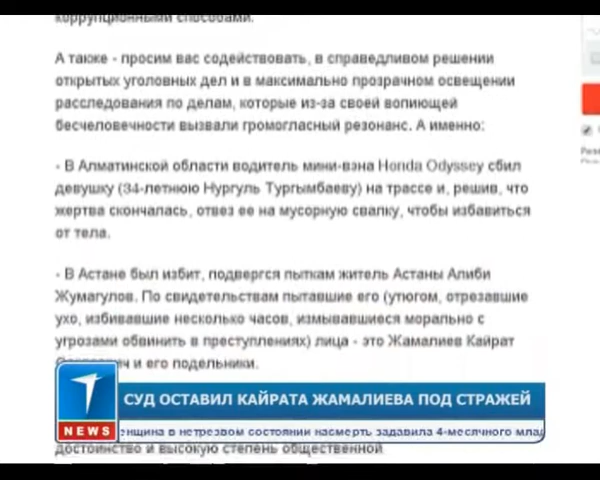 коррупционными способами.
А также - просим вас содействовать, в справедливом решении
открытых уголовных дел и в максимально прозрачном освещении
расследования по делам, которые из-за своей вопиющей
бесчеловечности вызвали громогласный резонанс. А именно:
- В Алматинской области водитель мини-вэна Honda Odyssey сбил
девушку (34-летнюю Нургуль Тургымбаеву) на трассе и, решив, что
жертва скончалась, отвез ее на мусорную свалку, чтобы избавиться
от тела.
- В Астане был избит, подвергся пыткам житель Астаны Алиби
Жумагулов. По свидетельствам пытавшие его (утюгом, отрезавшие
ухо, избивавшие несколько часов, измывавшиеся морально с
угрозами обвинить в преступлениях) лица - это Жамалиев Кайрат
и его подельники.
СУД ОСТАВИЛ КАЙРАТА ЖАМАЛИЕВА ПОД СТРАЖЕЙ
NEWS
енщина в нетрезвом состоянии насмерть задавила 4-месячного млад
достоинство и высокую степень общественной